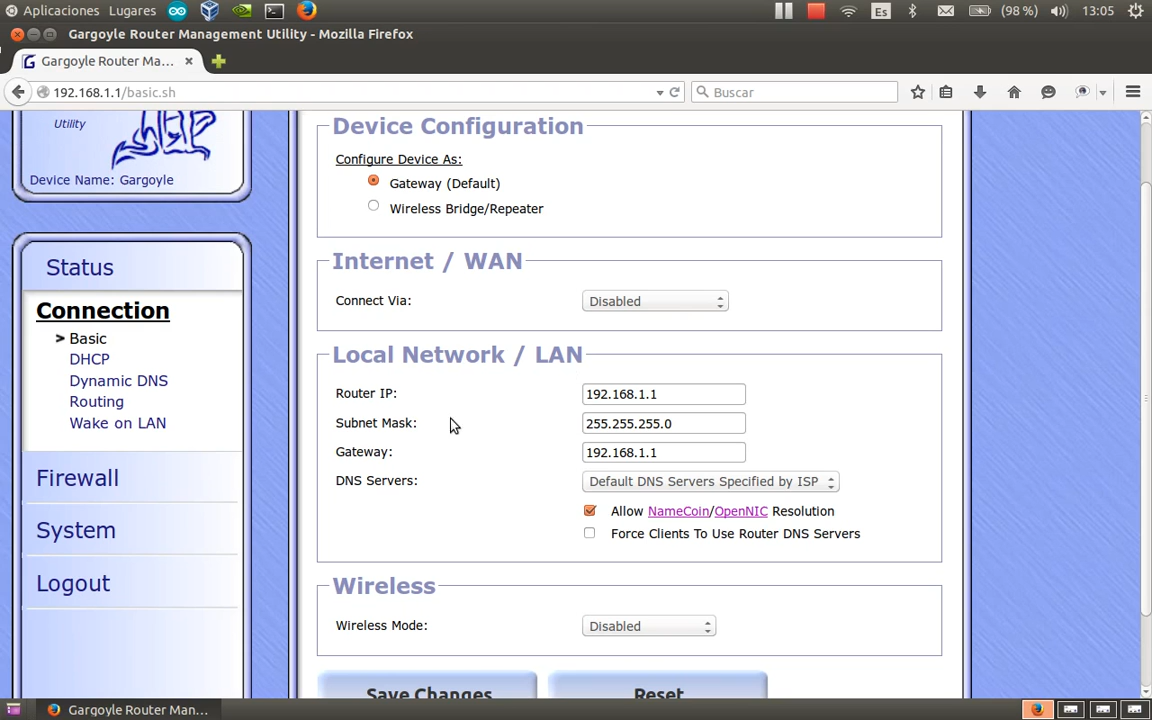 Aplicaciones Lugares
Es (98 %) 13:05
Gargoyle Router Management Utility - Mozilla Firefox
Gargoyle Router Ma...
192.168.1.1/basic.sh
Buscar
Utility
Device Name: Gargoyle
Status
Connection
> Basic
DHCP
Dynamic DNS
Routing
Wake on LAN
Firewall
System
Logout
Device Configuration
Configure Device As:
Gateway (Default)
Wireless Bridge/Repeater
Internet / WAN
Connect Via: Disabled
Local Network / LAN
Router IP: 192.168.1.1
Subnet Mask: 255.255.255.0
Gateway: 192.168.1.1
DNS Servers: Default DNS Servers Specified by ISP
Allow NameCoin/OpenNIC Resolution
Force Clients To Use Router DNS Servers
Wireless
Wireless Mode: Disabled
Save Changes Reset
Gargoyle Router Man...